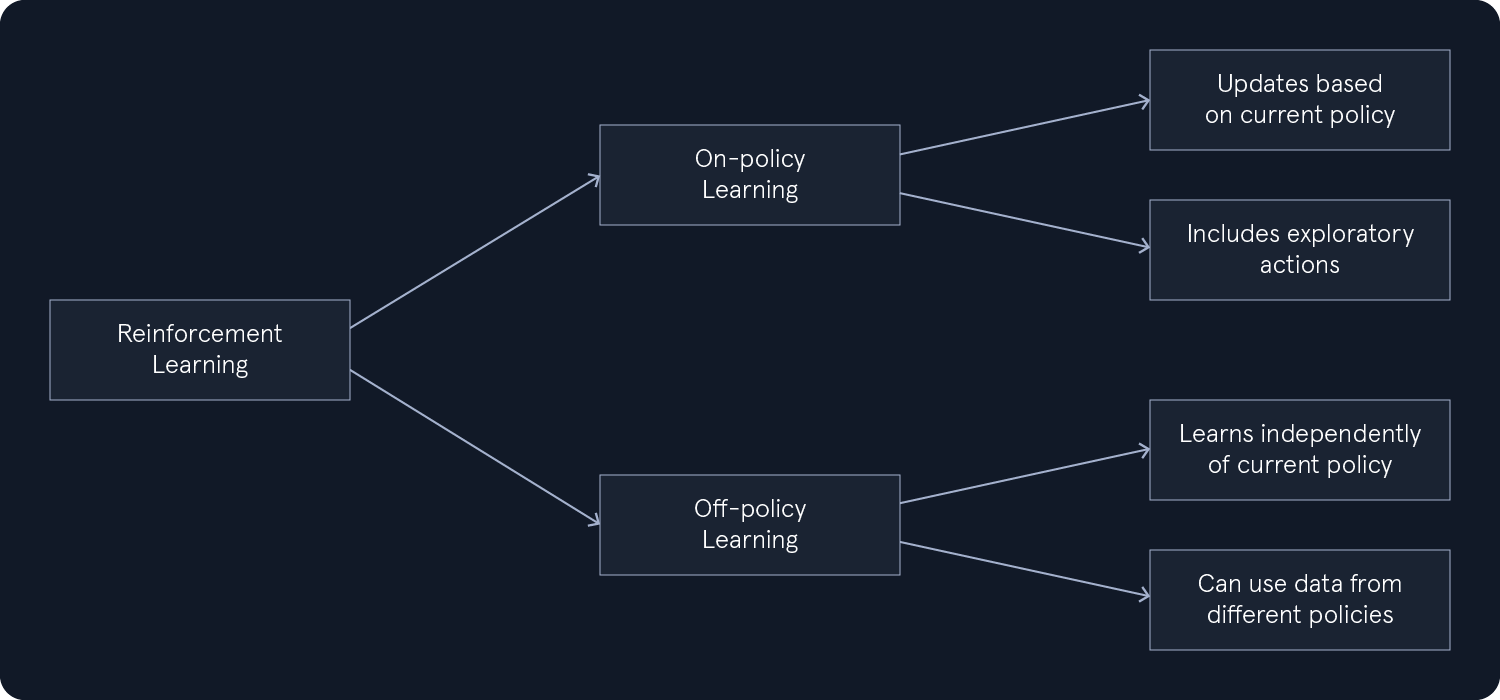 Reinforcement
Learning
On-policy
Learning
Updates based
on current policy
Includes exploratory
actions
Off-policy
Learning
Learns independently
of current policy
Can use data from
different policies